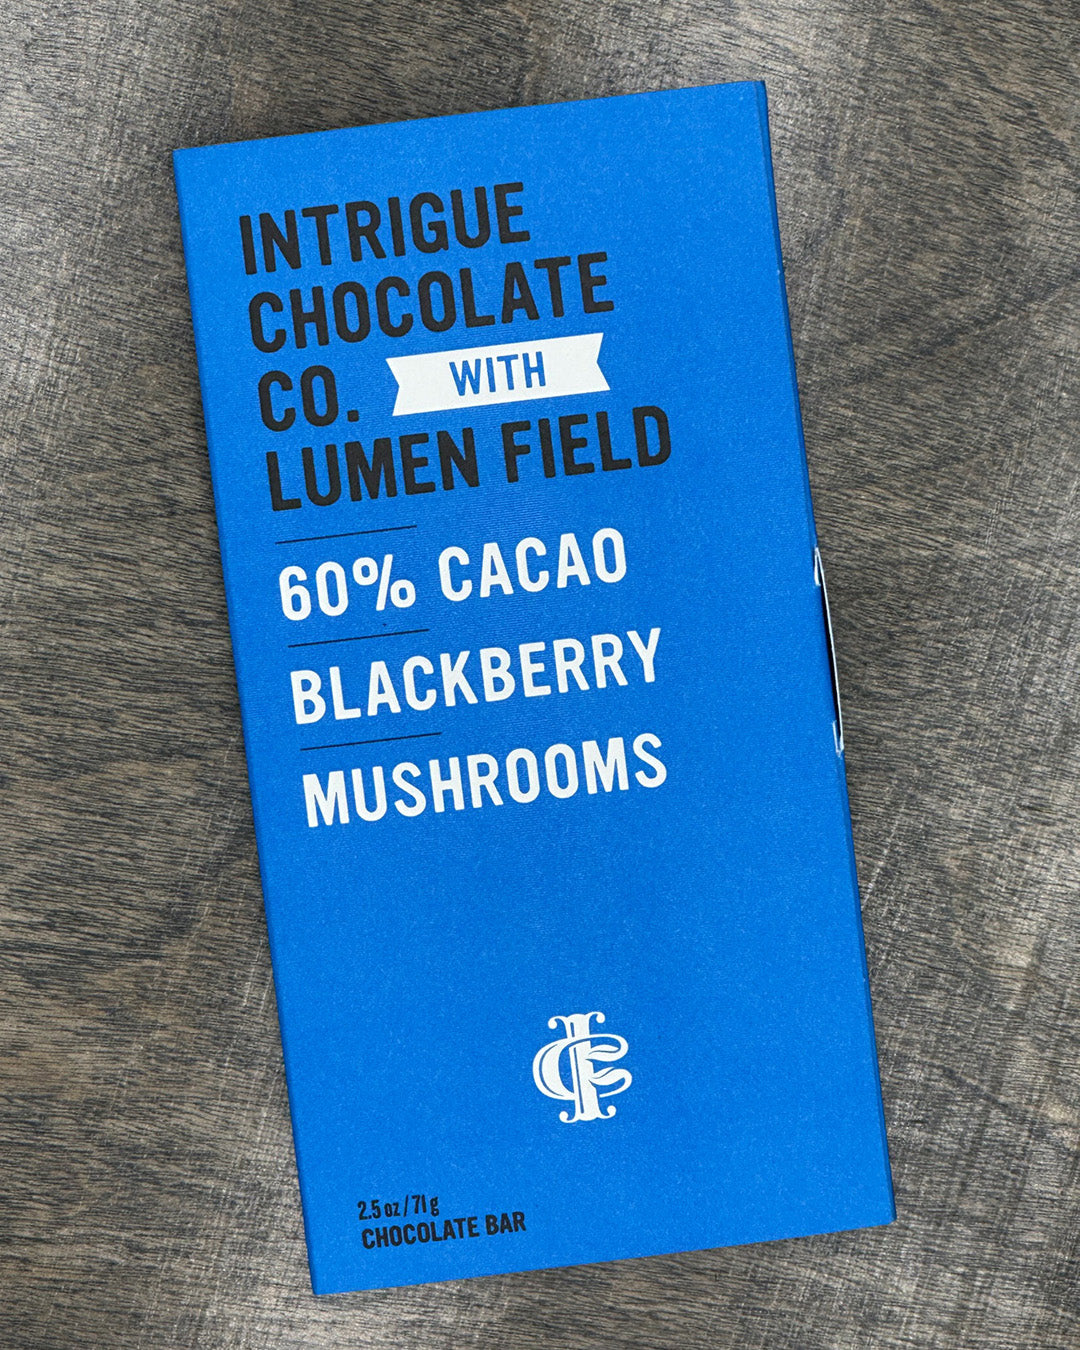 INTRIGUE
CHOCOLATE
CO. WITH
LUMEN FIELD
60% CACAO
BLACKBERRY
MUSHROOMS
2.5 oz / 71 g
CHOCOLATE BAR